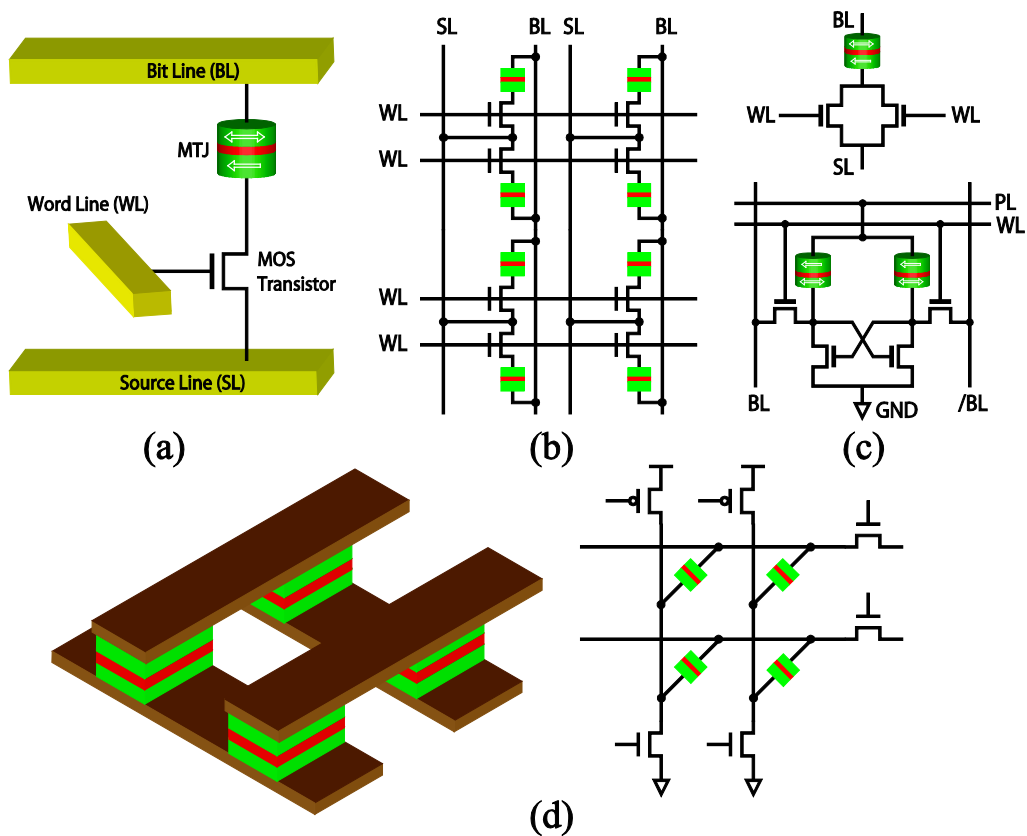 Bit Line (BL)
MTJ
Word Line (WL)
MOS
Transistor
Source Line (SL)
(a)
SL BL SL BL
WL
WL
WL
WL
(b)
BL
WL WL
SL
PL
WL
BL GND /BL
(c)
(d)